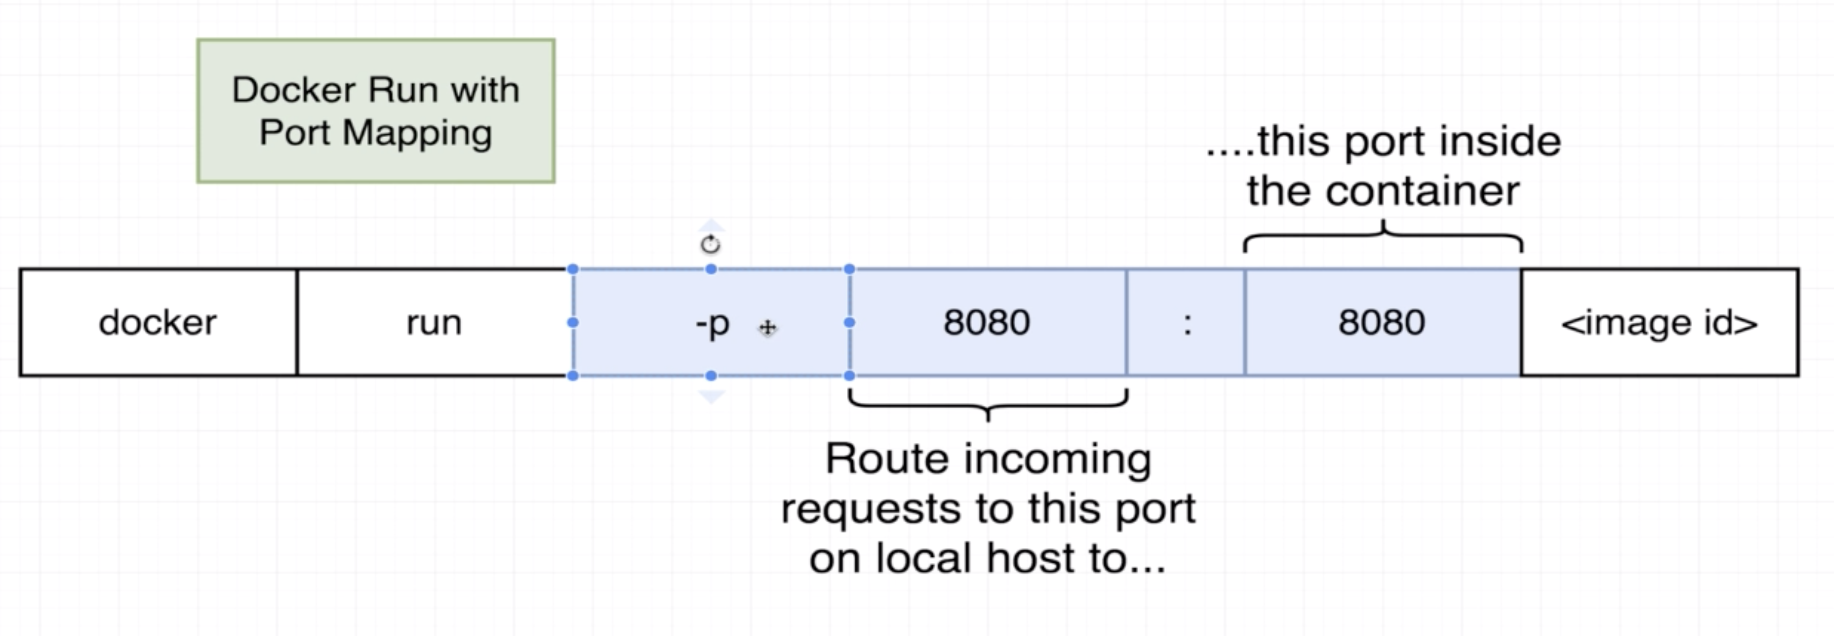 Docker Run with
Port Mapping
....this port inside
the container
docker run -p 8080 : 8080 <image id>
Route incoming
requests to this port
on local host to...